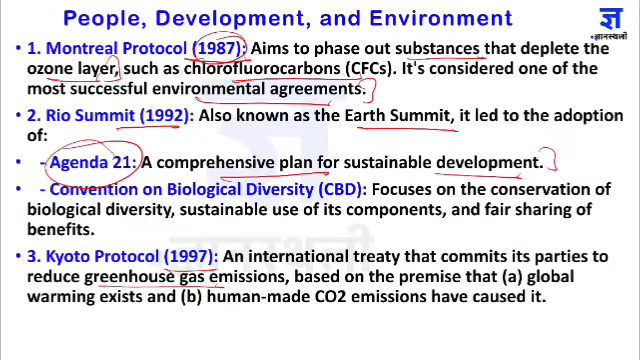 People, Development, and Environment
ज्ञ
ज्ञानस्थली
• 1. Montreal Protocol (1987): Aims to phase out substances that deplete the
ozone layer, such as chlorofluorocarbons (CFCs). It's considered one of the
most successful environmental agreements.
• 2. Rio Summit (1992): Also known as the Earth Summit, it led to the adoption
of:
• - Agenda 21: A comprehensive plan for sustainable development.
• - Convention on Biological Diversity (CBD): Focuses on the conservation of
biological diversity, sustainable use of its components, and fair sharing of
benefits.
• 3. Kyoto Protocol (1997): An international treaty that commits its parties to
reduce greenhouse gas emissions, based on the premise that (a) global
warming exists and (b) human-made CO2 emissions have caused it.
ज्ञानस्थली